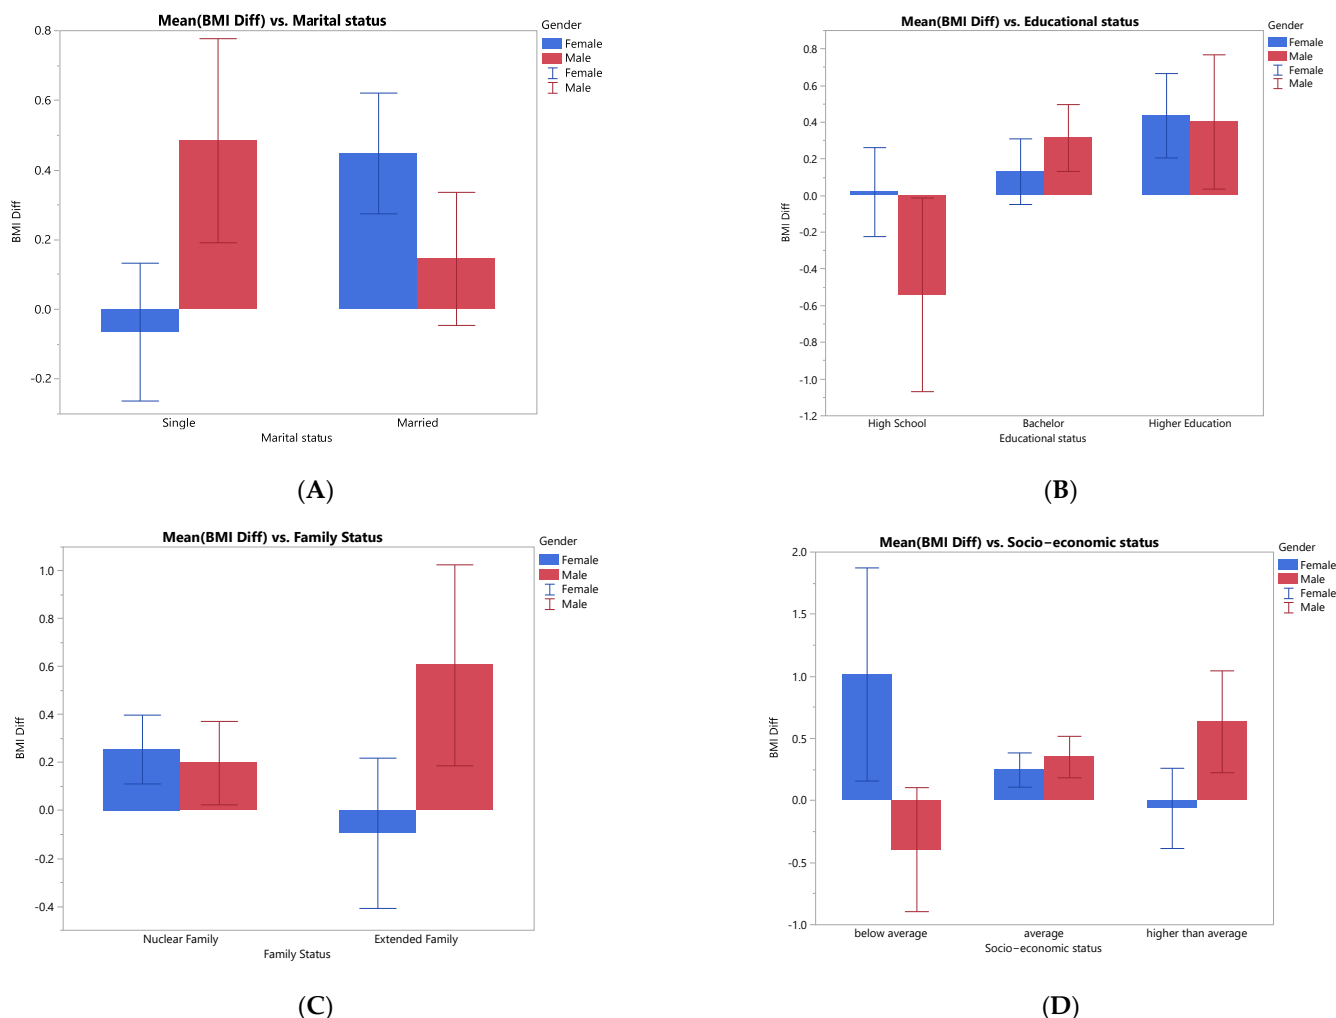 Mean(BMI Diff) vs. Marital status
Gender
Female
Male
Female
Male
BMI Diff
0.8
0.6
0.4
0.2
0.0
-0.2
Single Married
Marital status
(A)
Mean(BMI Diff) vs. Educational status
Gender
Female
Male
Female
Male
BMI Diff
0.8
0.6
0.4
0.2
0.0
-0.2
-0.4
-0.6
-0.8
-1.0
-1.2
High School Bachelor Higher Education
Educational status
(B)
Mean(BMI Diff) vs. Family Status
Gender
Female
Male
Female
Male
BMI Diff
1.0
0.8
0.6
0.4
0.2
0.0
-0.2
-0.4
Nuclear Family Extended Family
Family Status
(C)
Mean(BMI Diff) vs. Socio-economic status
Gender
Female
Male
Female
Male
BMI Diff
2.0
1.5
1.0
0.5
0.0
-0.5
-1.0
below average average higher than average
Socio-economic status
(D)